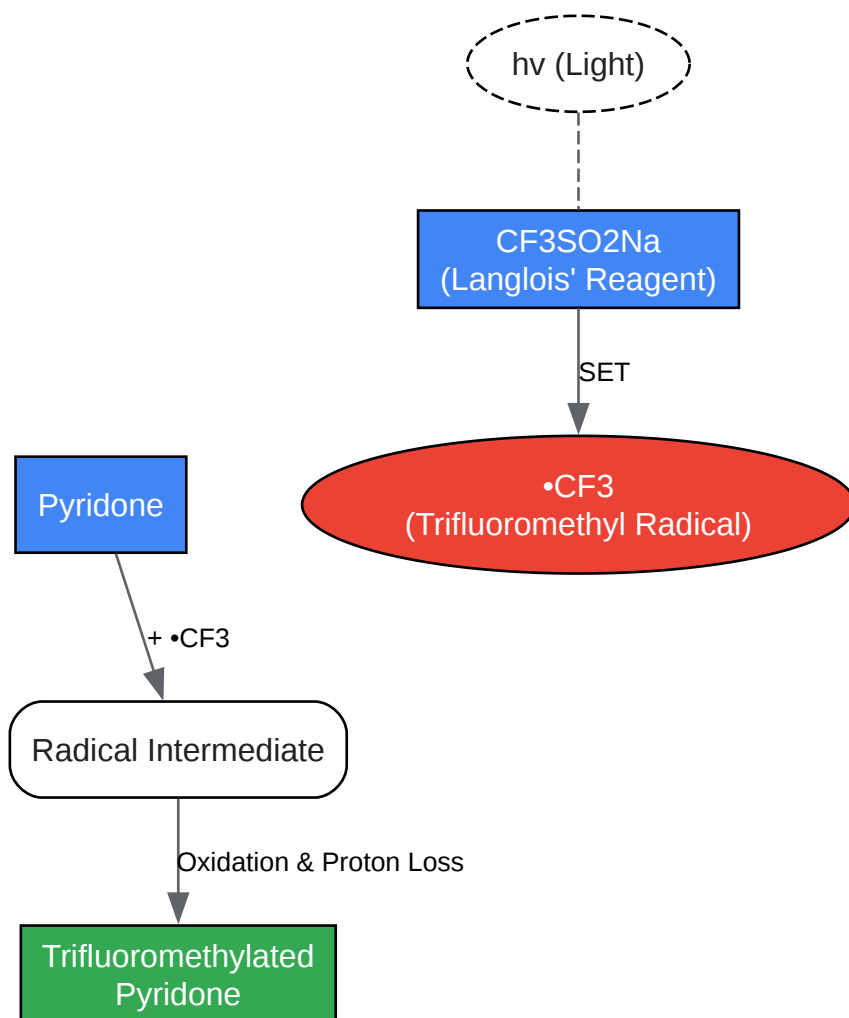 hv (Light)
CF3SO2Na
(Langlois' Reagent)
SET
•CF3
(Trifluoromethyl Radical)
Pyridone
+ •CF3
Radical Intermediate
Oxidation & Proton Loss
Trifluoromethylated
Pyridone